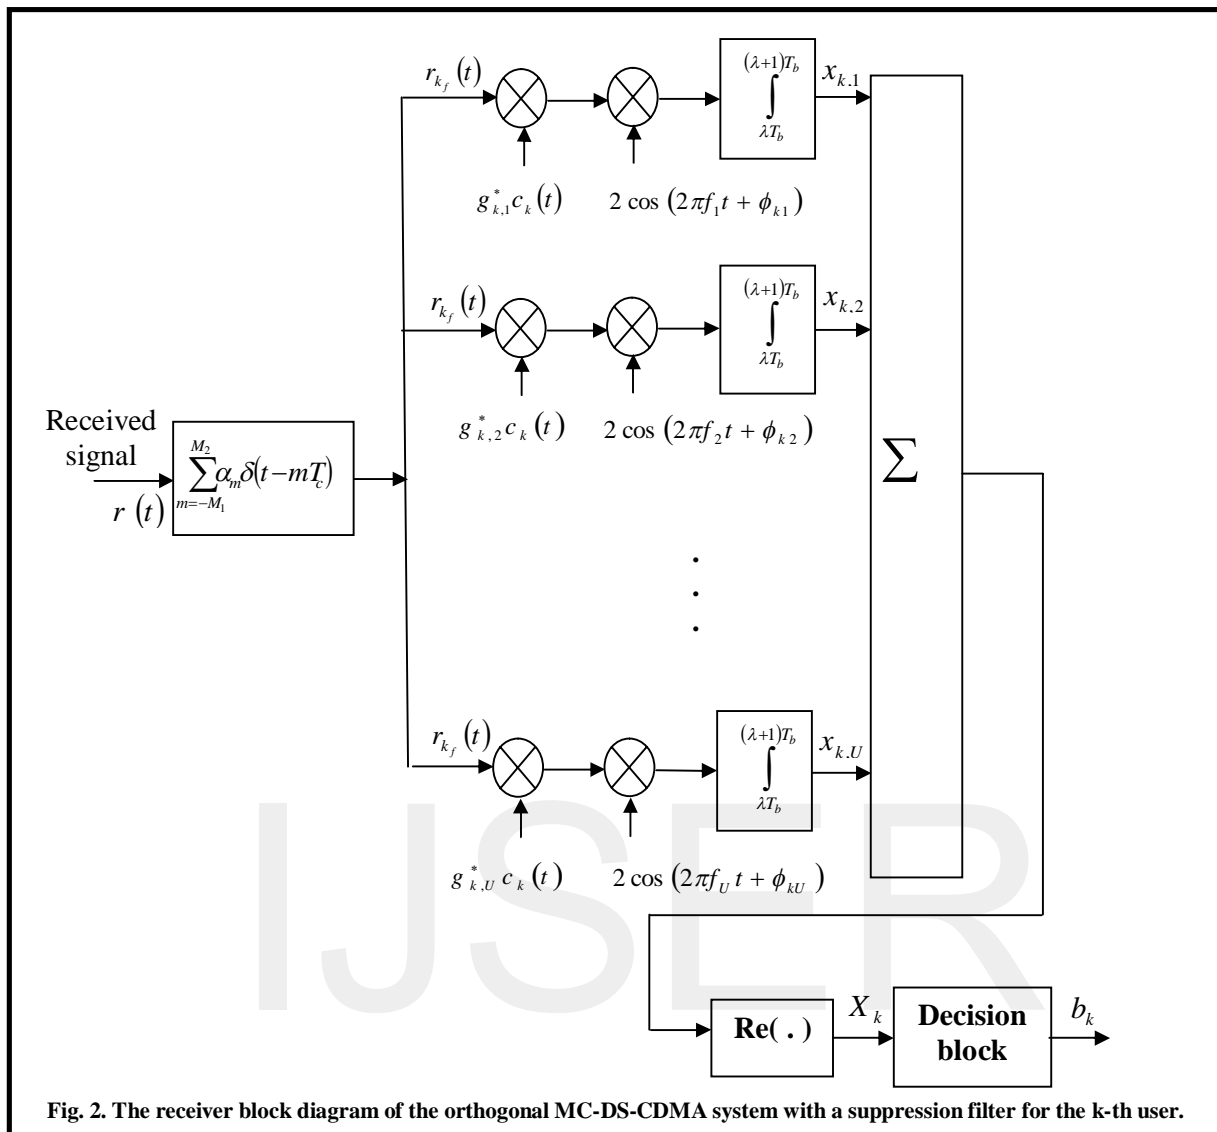 r_{k_f}(t)
(λ+1)T_b
∫
λT_b
x_{k,1}
g^*_{k,1} c_k(t)
2 cos (2πf_1 t + ϕ_{k1})
r_{k_f}(t)
(λ+1)T_b
∫
λT_b
x_{k,2}
g^*_{k,2} c_k(t)
2 cos (2πf_2 t + ϕ_{k2})
Received
signal
r(t)
M_2
∑ α_m δ(t−mT_c)
m=−M_1
∑
.
.
.
r_{k_f}(t)
(λ+1)T_b
∫
λT_b
x_{k,U}
g^*_{k,U} c_k(t)
2 cos (2πf_U t + ϕ_{kU})
IJSER
Re( . )
X_k
Decision
block
b_k
Fig. 2. The receiver block diagram of the orthogonal MC-DS-CDMA system with a suppression filter for the k-th user.